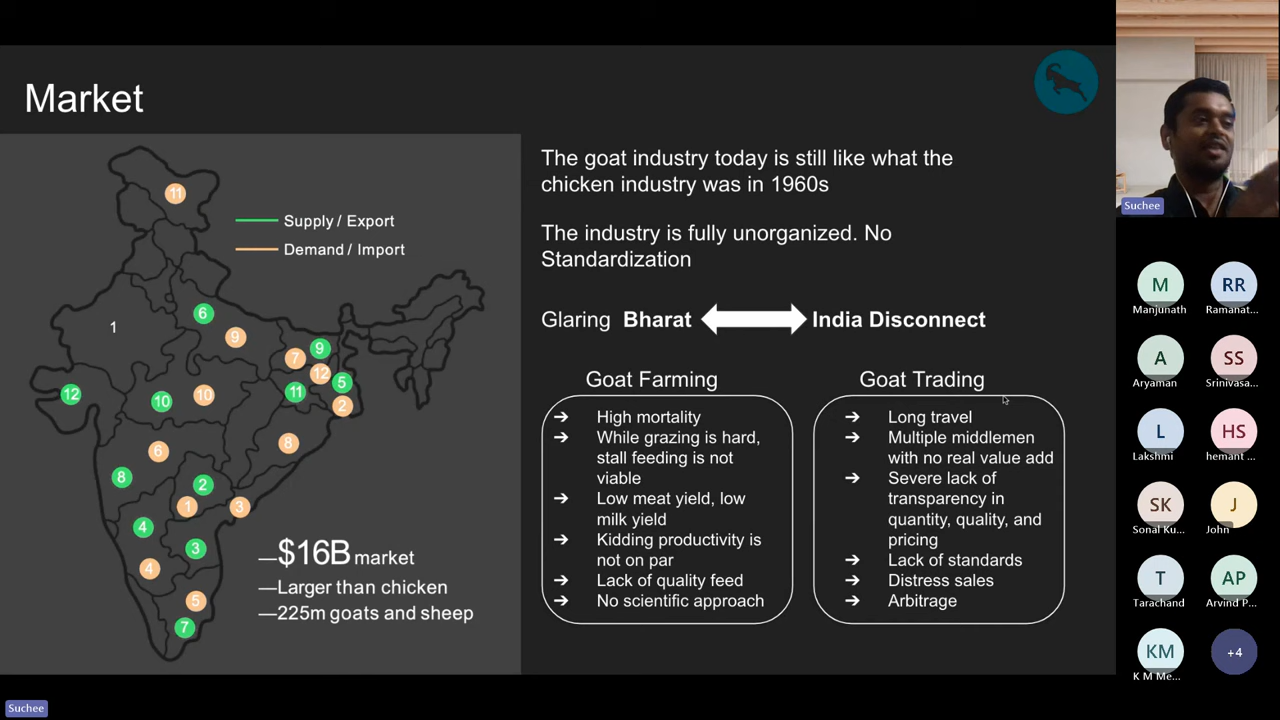 Market
11
Supply / Export
Demand / Import
6
1
9
9
7
12
5
12
11
10
10
2
8
6
8
2
1
3
4
3
4
5
7
—$16B market
—Larger than chicken
—225m goats and sheep
The goat industry today is still like what the
chicken industry was in 1960s
The industry is fully unorganized. No
Standardization
Glaring Bharat India Disconnect
Goat Farming
➔ High mortality
➔ While grazing is hard,
stall feeding is not
viable
➔ Low meat yield, low
milk yield
➔ Kidding productivity is
not on par
➔ Lack of quality feed
➔ No scientific approach
Goat Trading
➔ Long travel
➔ Multiple middlemen
with no real value add
➔ Severe lack of
transparency in
quantity, quality, and
pricing
➔ Lack of standards
➔ Distress sales
➔ Arbitrage
Suchee
M
Manjunath
RR
Ramanat...
A
Aryaman
SS
Srinivasa...
L
Lakshmi
HS
hemant ...
SK
Sonal Ku...
J
John
T
Tarachand
AP
Arvind P...
KM
K M Me...
+4
Suchee